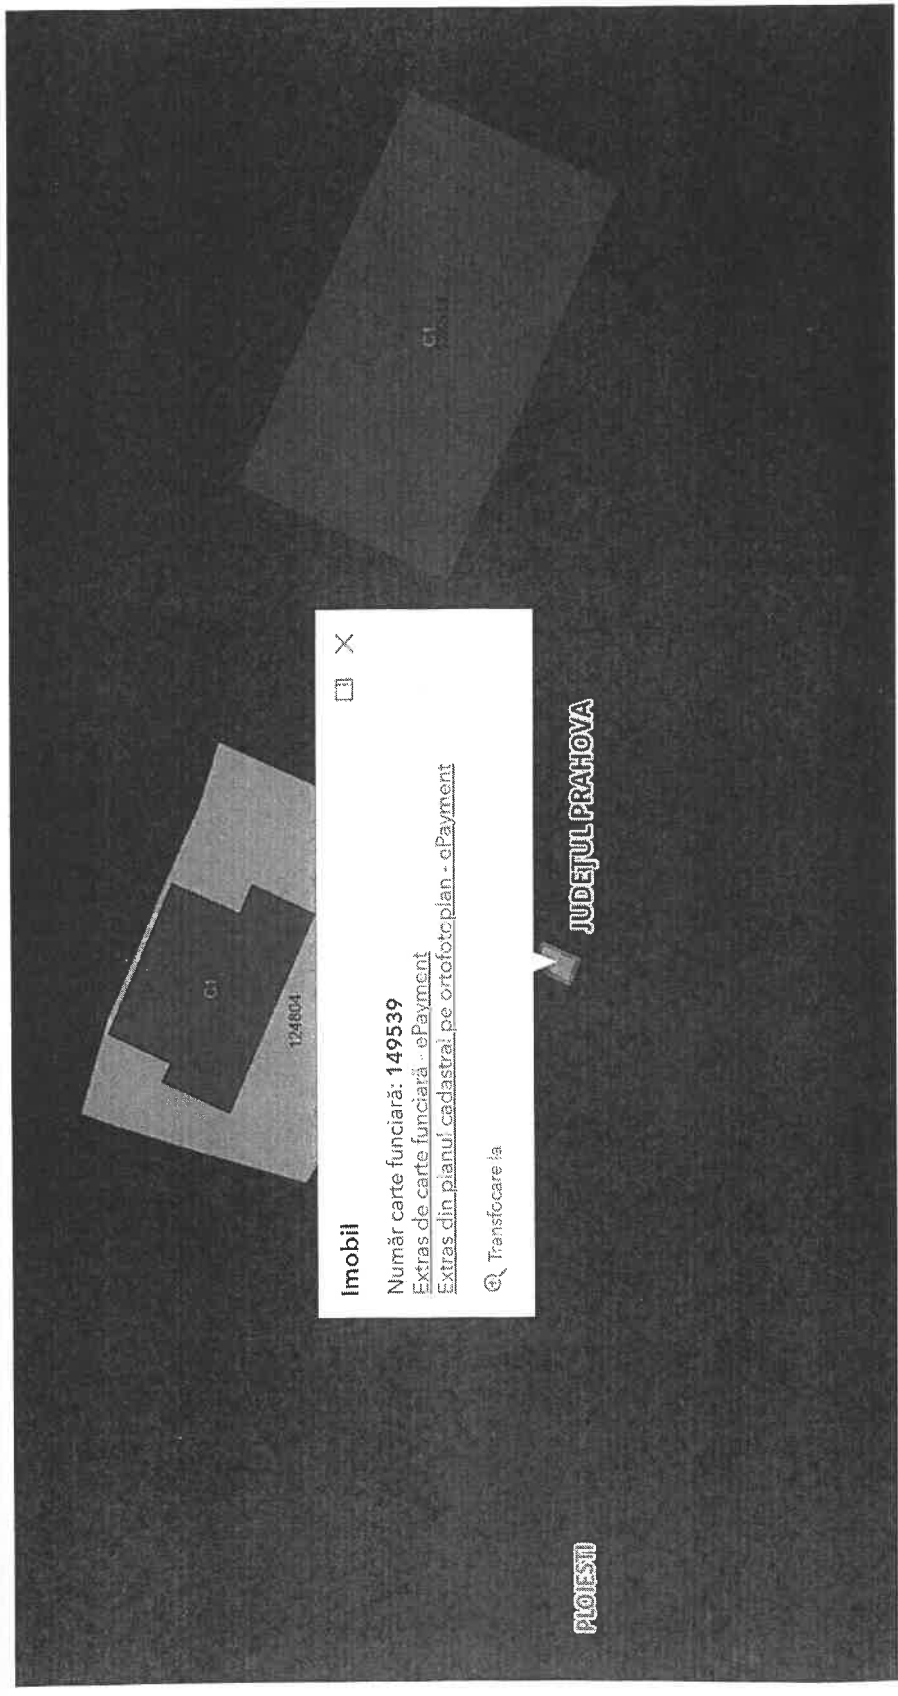 C1
C1
124804
Imobil
Număr carte funciară: 149539
Extras de carte funciară - ePayment
Extras din planul cadastral pe ortofotoplan - ePayment
Transfocare la
JUDEȚUL PRAHOVA
PLOIESTI